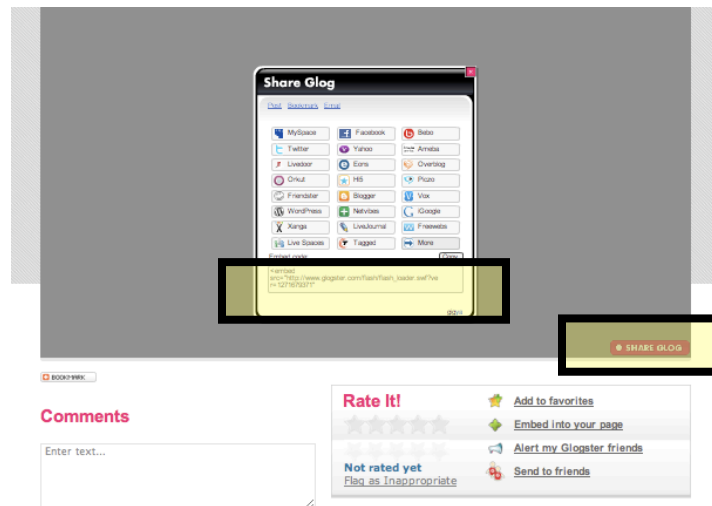 Share Glog
Post Bookmark Email
MySpace Facebook Bebo
Twitter Yahoo Ameba
Livedoor Eons Overblog
Orkut Hi5 Piczo
Friendster Blogger Vox
WordPress Netvibes iGoogle
Xanga LiveJournal Freewebs
Live Spaces Tagged More
Embed code Copy
<embed
src="http://www.glogster.com/flash/flash_loader.swf?ve
r=1271679371"
gigya
SHARE GLOG
BOOKMARK
Comments
Enter text...
Rate It!
Not rated yet
Flag as Inappropriate
Add to favorites
Embed into your page
Alert my Glogster friends
Send to friends